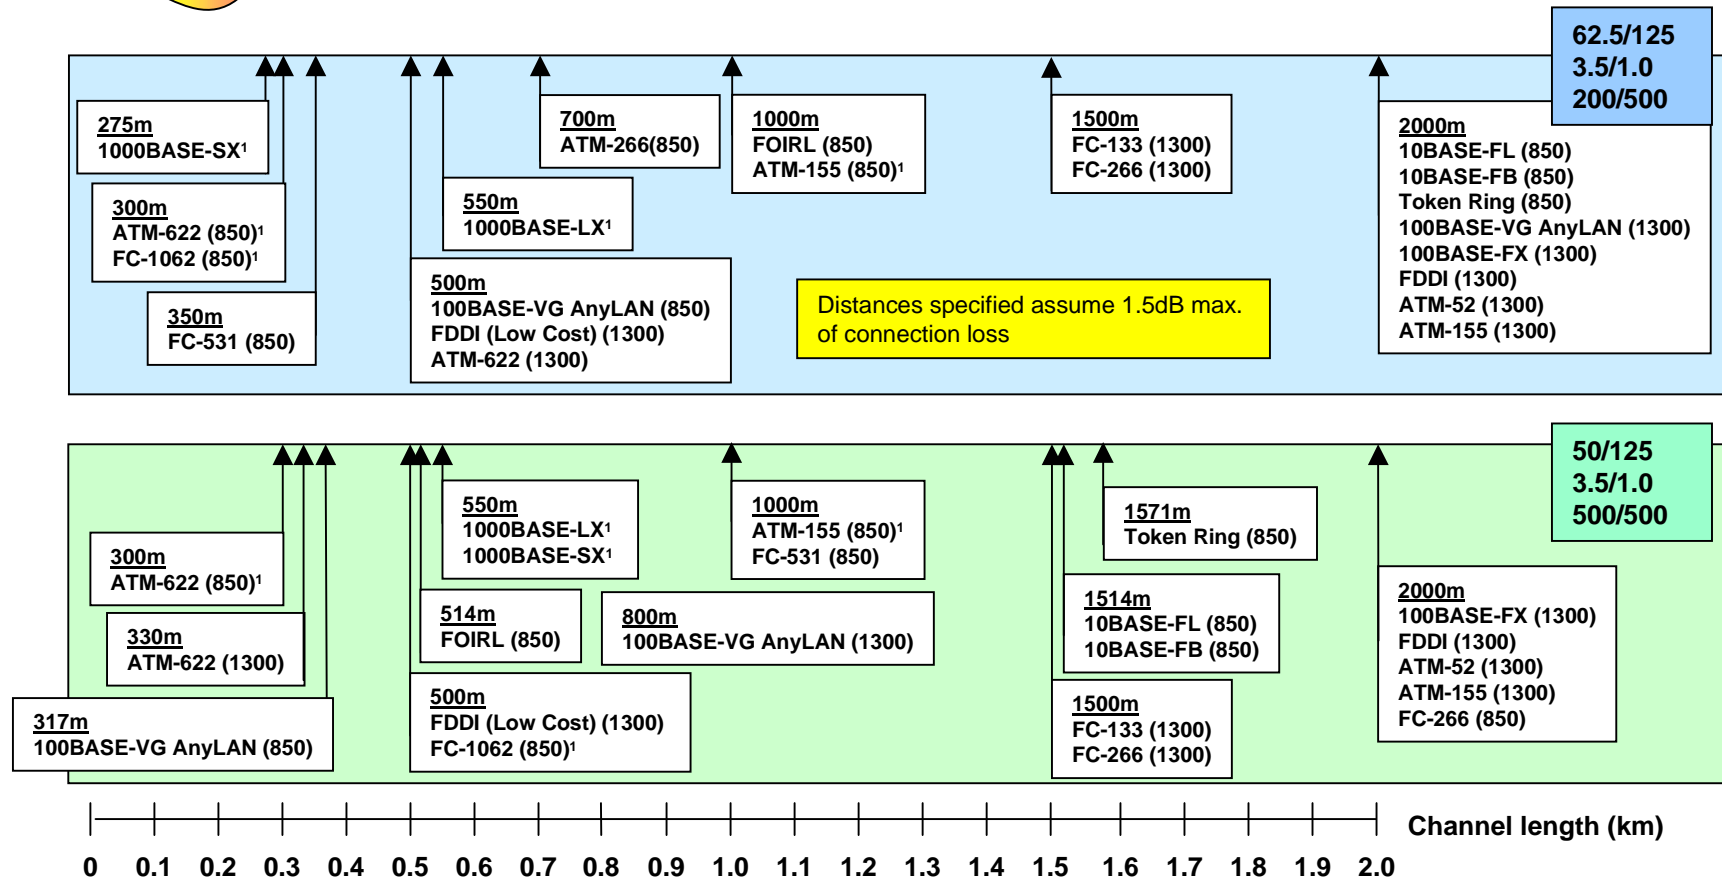 62.5/125
3.5/1.0
200/500
275m
1000BASE-SX¹
300m
ATM-622 (850)¹
FC-1062 (850)¹
350m
FC-531 (850)
500m
100BASE-VG AnyLAN (850)
FDDI (Low Cost) (1300)
ATM-622 (1300)
550m
1000BASE-LX¹
700m
ATM-266(850)
1000m
FOIRL (850)
ATM-155 (850)¹
1500m
FC-133 (1300)
FC-266 (1300)
2000m
10BASE-FL (850)
10BASE-FB (850)
Token Ring (850)
100BASE-VG AnyLAN (1300)
100BASE-FX (1300)
FDDI (1300)
ATM-52 (1300)
ATM-155 (1300)
Distances specified assume 1.5dB max.
of connection loss
50/125
3.5/1.0
500/500
300m
ATM-622 (850)¹
330m
ATM-622 (1300)
317m
100BASE-VG AnyLAN (850)
550m
1000BASE-LX¹
1000BASE-SX¹
514m
FOIRL (850)
500m
FDDI (Low Cost) (1300)
FC-1062 (850)¹
1000m
ATM-155 (850)¹
FC-531 (850)
800m
100BASE-VG AnyLAN (1300)
1571m
Token Ring (850)
1514m
10BASE-FL (850)
10BASE-FB (850)
1500m
FC-133 (1300)
FC-266 (1300)
2000m
100BASE-FX (1300)
FDDI (1300)
ATM-52 (1300)
ATM-155 (1300)
FC-266 (850)
Channel length (km)
0 0.1 0.2 0.3 0.4 0.5 0.6 0.7 0.8 0.9 1.0 1.1 1.2 1.3 1.4 1.5 1.6 1.7 1.8 1.9 2.0